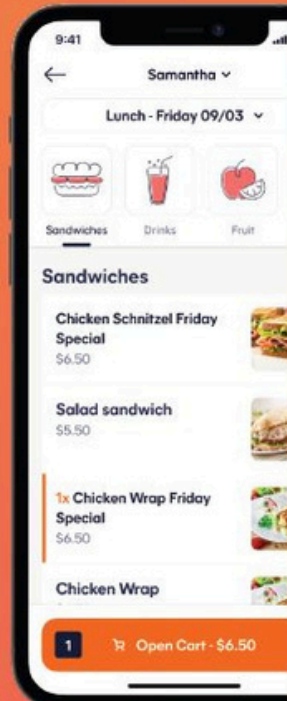 9:41
Samantha
Lunch - Friday 09/03
Sandwiches Drinks Fruit
Sandwiches
Chicken Schnitzel Friday
Special
$6.50
Salad sandwich
$5.50
1x Chicken Wrap Friday
Special
$6.50
Chicken Wrap
1 Open Cart - $6.50